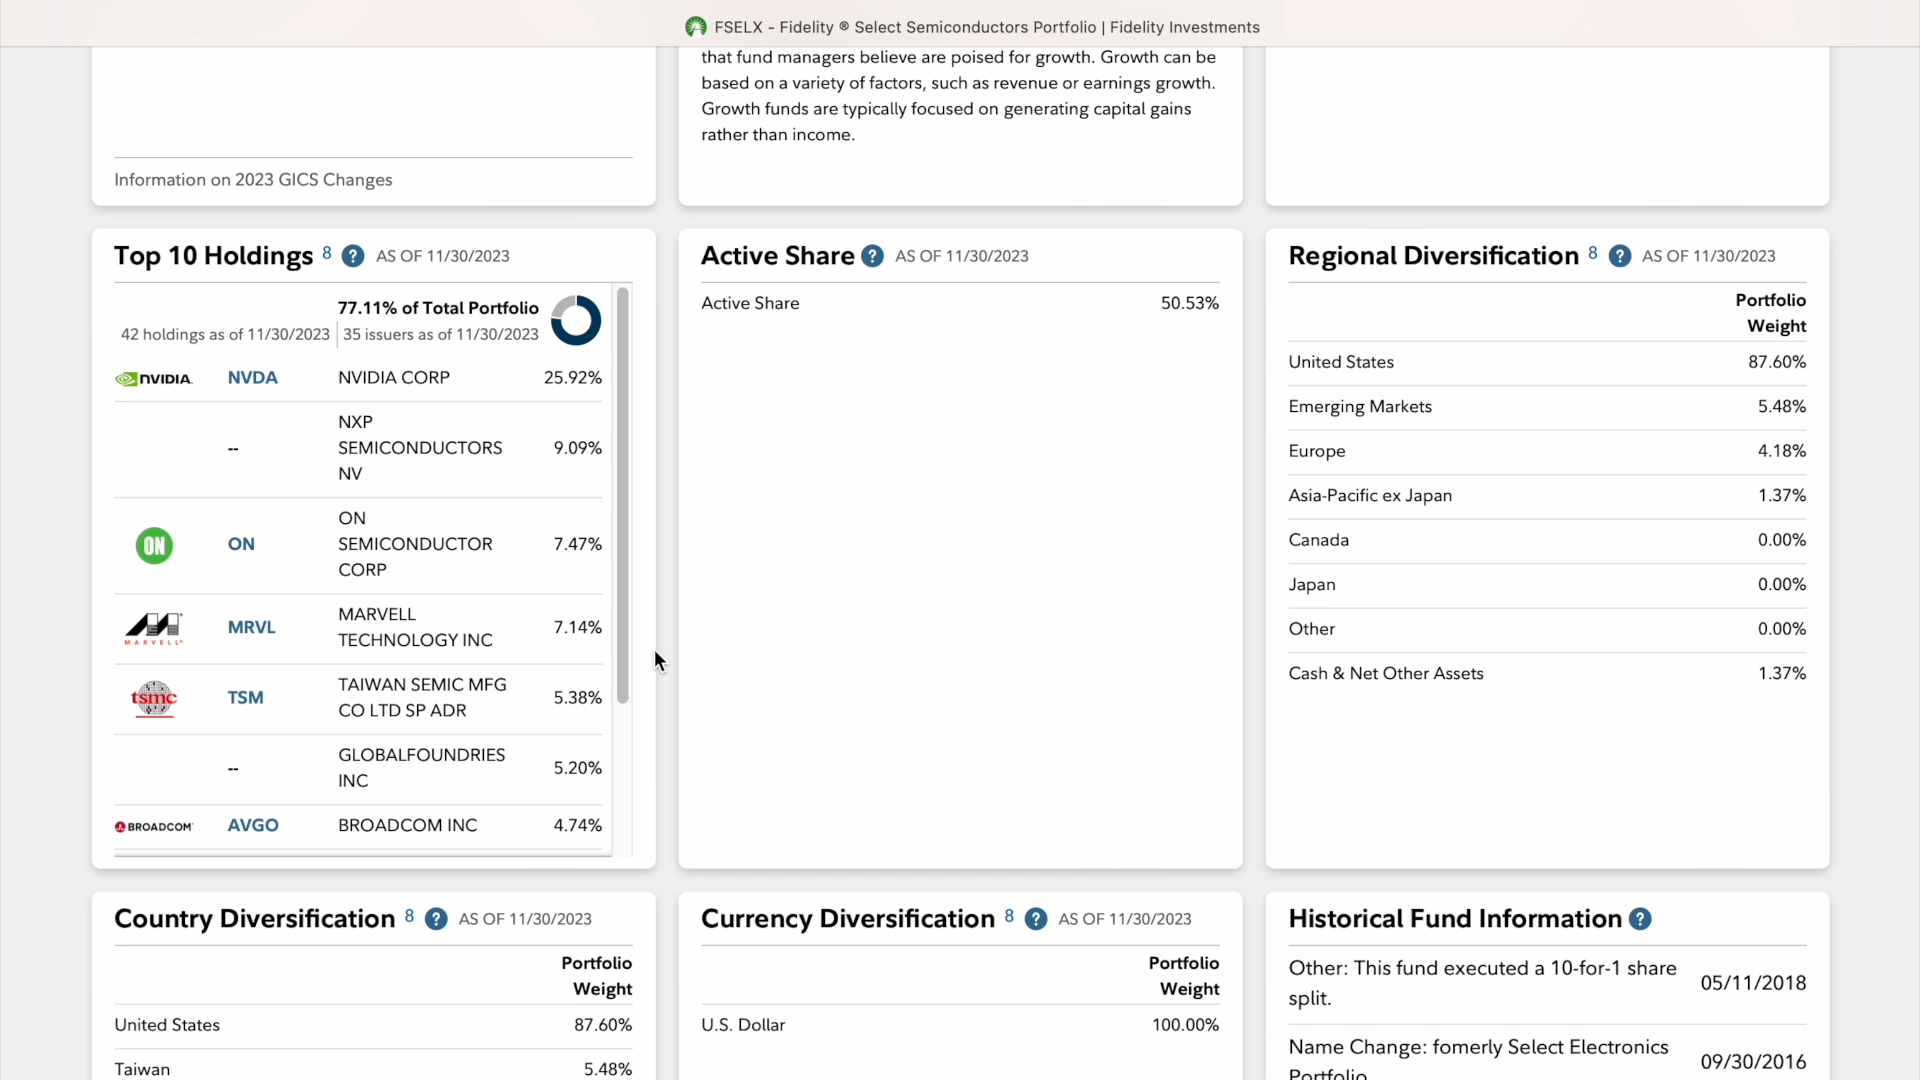 FSELX - Fidelity ® Select Semiconductors Portfolio | Fidelity Investments
that fund managers believe are poised for growth. Growth can be
based on a variety of factors, such as revenue or earnings growth.
Growth funds are typically focused on generating capital gains
rather than income.
Information on 2023 GICS Changes
Top 10 Holdings 8 ? AS OF 11/30/2023
77.11% of Total Portfolio
42 holdings as of 11/30/2023 | 35 issuers as of 11/30/2023
NVIDIA. NVDA NVIDIA CORP 25.92%
NXP
-- SEMICONDUCTORS 9.09%
NV
ON
ON ON SEMICONDUCTOR 7.47%
CORP
MARVELL
MARVELL MRVL TECHNOLOGY INC 7.14%
TAIWAN SEMIC MFG
tsmc TSM CO LTD SP ADR 5.38%
GLOBALFOUNDRIES
-- INC 5.20%
BROADCOM AVGO BROADCOM INC 4.74%
Active Share ? AS OF 11/30/2023
Active Share 50.53%
Regional Diversification 8 ? AS OF 11/30/2023
Portfolio
Weight
United States 87.60%
Emerging Markets 5.48%
Europe 4.18%
Asia-Pacific ex Japan 1.37%
Canada 0.00%
Japan 0.00%
Other 0.00%
Cash & Net Other Assets 1.37%
Country Diversification 8 ? AS OF 11/30/2023
Portfolio
Weight
United States 87.60%
Taiwan 5.48%
Currency Diversification 8 ? AS OF 11/30/2023
Portfolio
Weight
U.S. Dollar 100.00%
Historical Fund Information ?
Other: This fund executed a 10-for-1 share
split. 05/11/2018
Name Change: fomerly Select Electronics
Portfolio 09/30/2016